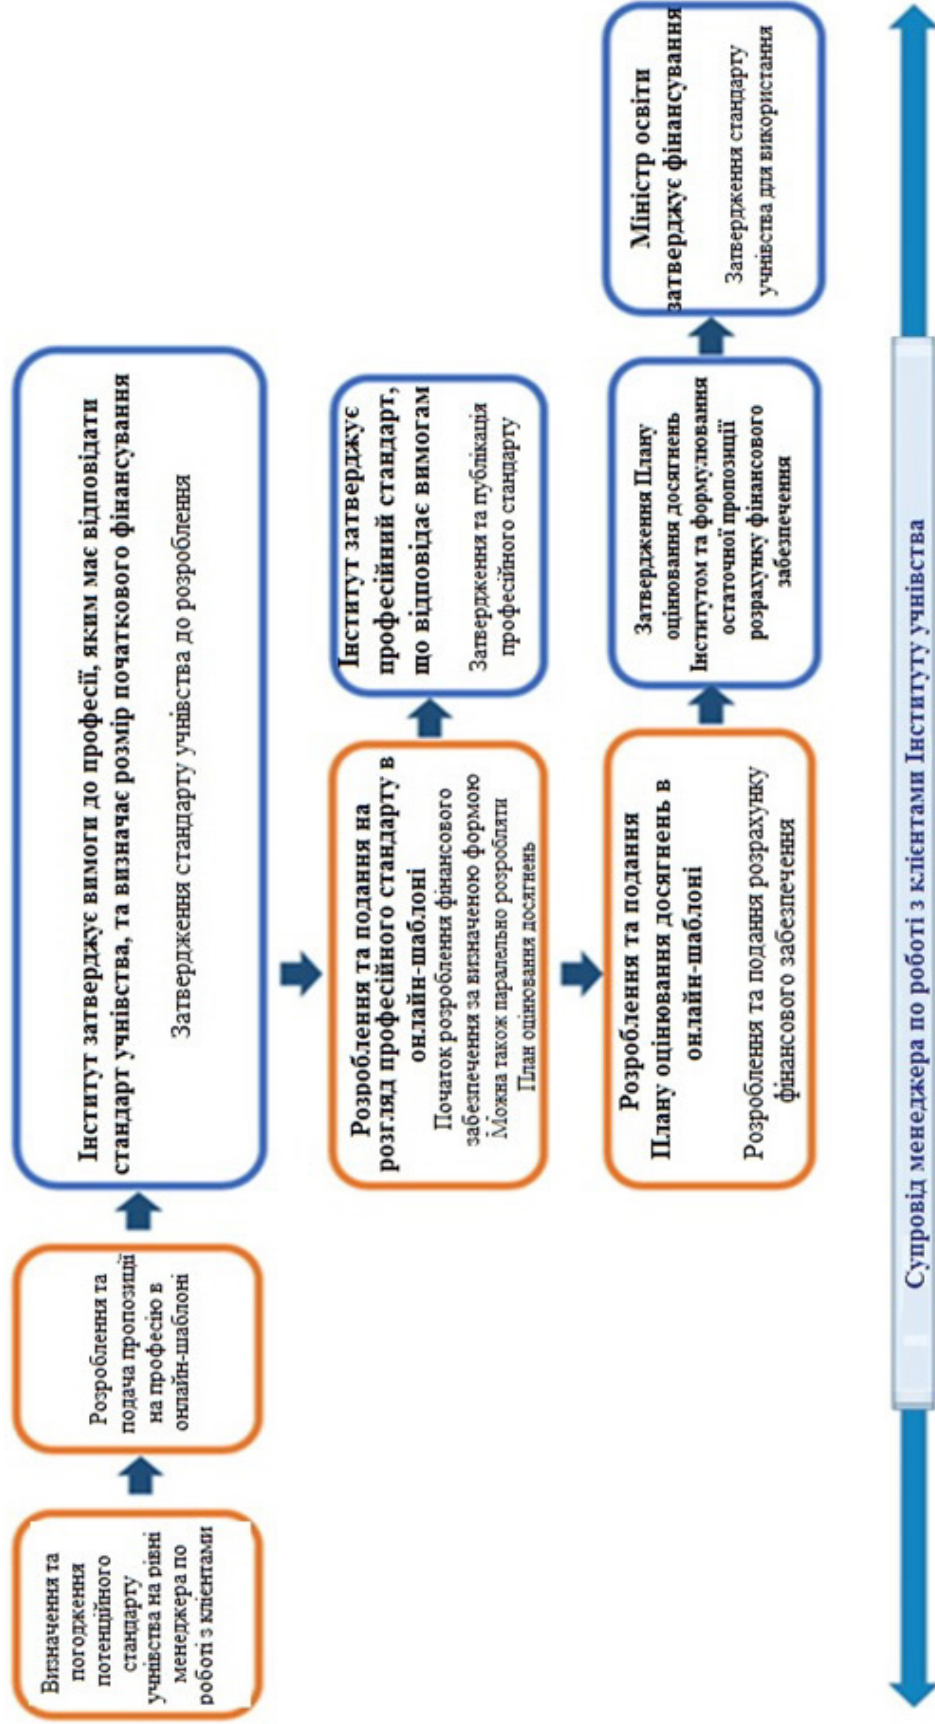 Визначення та
погодження
потенційного
стандарту
учнівства на рівні
менеджера по
роботі з клієнтами
Розроблення та
подача пропозиції
на професію в
онлайн-шаблоні
Інститут затверджує вимоги до професії, яким має відповідати
стандарт учнівства, та визначає розмір початкового фінансування
Затвердження стандарту учнівства до розроблення
Розроблення та подання на
розгляд професійного стандарту в
онлайн-шаблоні
Початок розроблення фінансового
забезпечення за визначеною формою
Можна також паралельно розробляти
План оцінювання досягнень
Інститут затверджує
професійний стандарт,
що відповідає вимогам
Затвердження та публікація
професійного стандарту
Розроблення та подання
Плану оцінювання досягнень в
онлайн-шаблоні
Розроблення та подання розрахунку
фінансового забезпечення
Затвердження Плану
оцінювання досягнень
Інститутом та формулювання
остаточної пропозиції
розрахунку фінансового
забезпечення
Міністр освіти
затверджує фінансування
Затвердження стандарту
учнівства для використання
Супровід менеджера по роботі з клієнтами Інституту учнівства